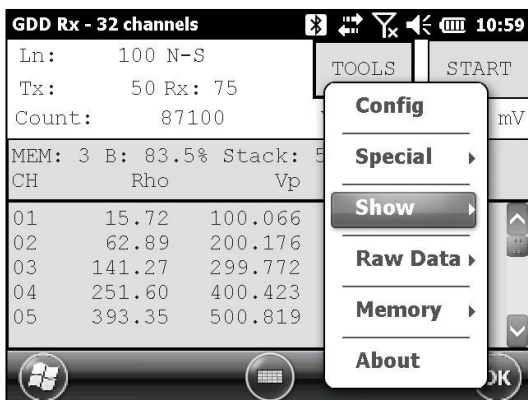 GDD Rx - 32 channels 10:59
Ln: 100 N-S
TOOLS START
Tx: 50 Rx: 75
Count: 87100 mV
MEM: 3 B: 83.5% Stack: 5
CH Rho Vp
01 15.72 100.066
02 62.89 200.176
03 141.27 299.772
04 251.60 400.423
05 393.35 500.819
Config
Special
Show
Raw Data
Memory
About